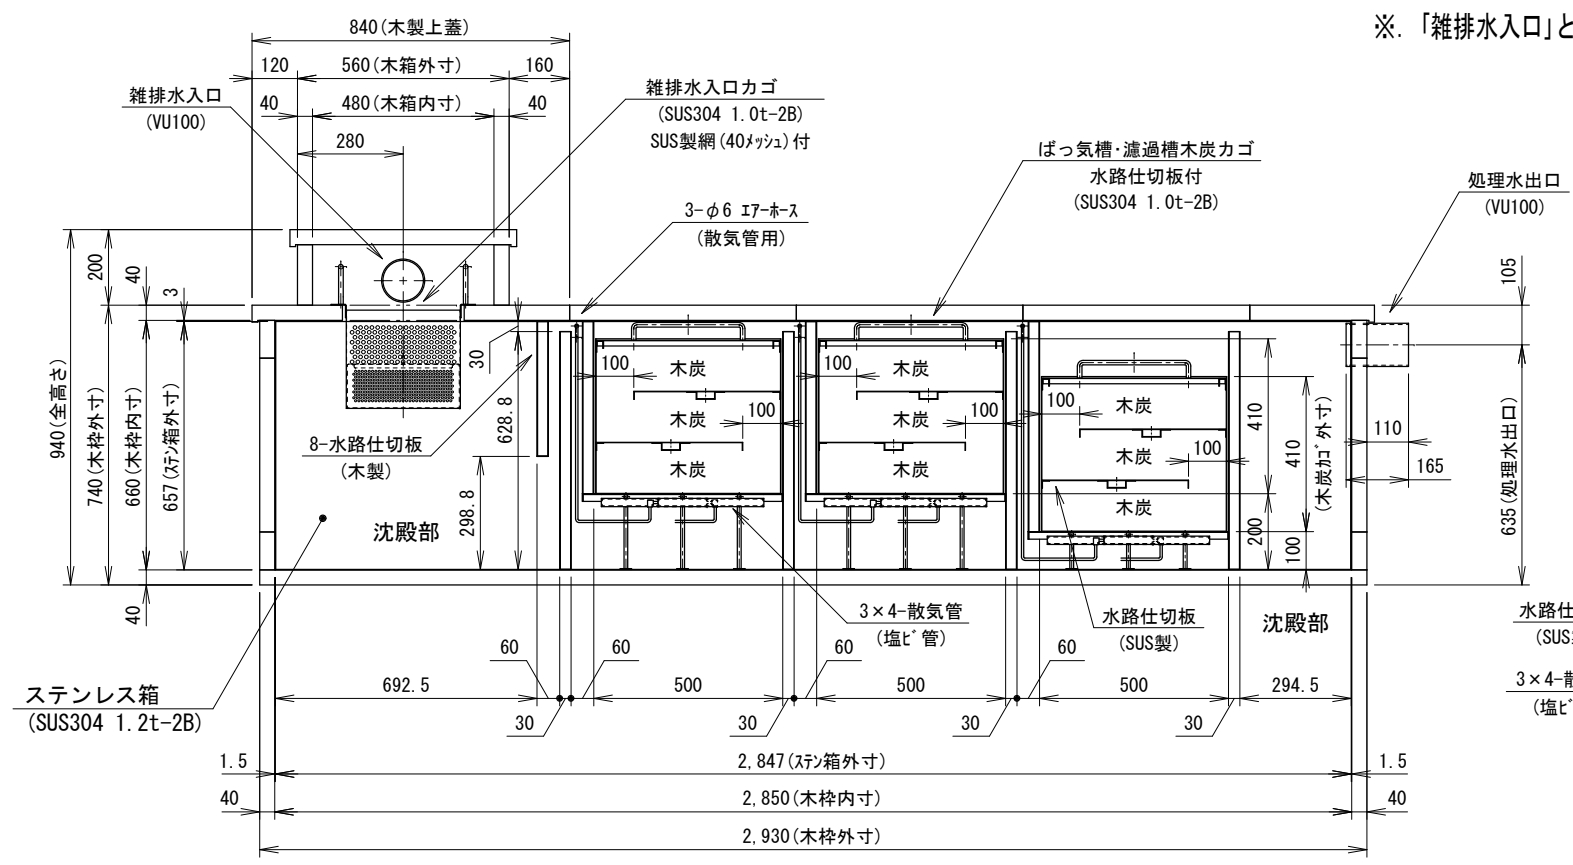 840(木製上蓋)
※. 「雑排水入口」と
120
560(木箱外寸)
160
雑排水入口
(VU100)
40
480(木箱内寸)
40
280
雑排水入口カゴ
(SUS304 1.0t-2B)
SUS製網(40メッシュ)付
ばっ気槽・濾過槽木炭カゴ
水路仕切板付
(SUS304 1.0t-2B)
処理水出口
(VU100)
3-φ6 エアーホース
(散気管用)
200
40
3
105
940(全高さ)
740(木枠外寸)
660(木枠内寸)
657(ステン箱外寸)
40
30
628.8
298.8
8-水路仕切板
(木製)
沈殿部
100
木炭
木炭
100
木炭
100
木炭
木炭
100
木炭
100
木炭
木炭
100
木炭
410
200
410
(木炭カゴ外寸)
100
110
165
635(処理水出口)
3×4-散気管
(塩ビ管)
水路仕切板
(SUS製)
沈殿部
水路仕
(SUS
3×4-散
(塩ビ
ステンレス箱
(SUS304 1.2t-2B)
60
60
60
60
692.5
500
500
500
294.5
30
30
30
30
1.5
2,847(ステン箱外寸)
1.5
40
2,850(木枠内寸)
40
2,930(木枠外寸)